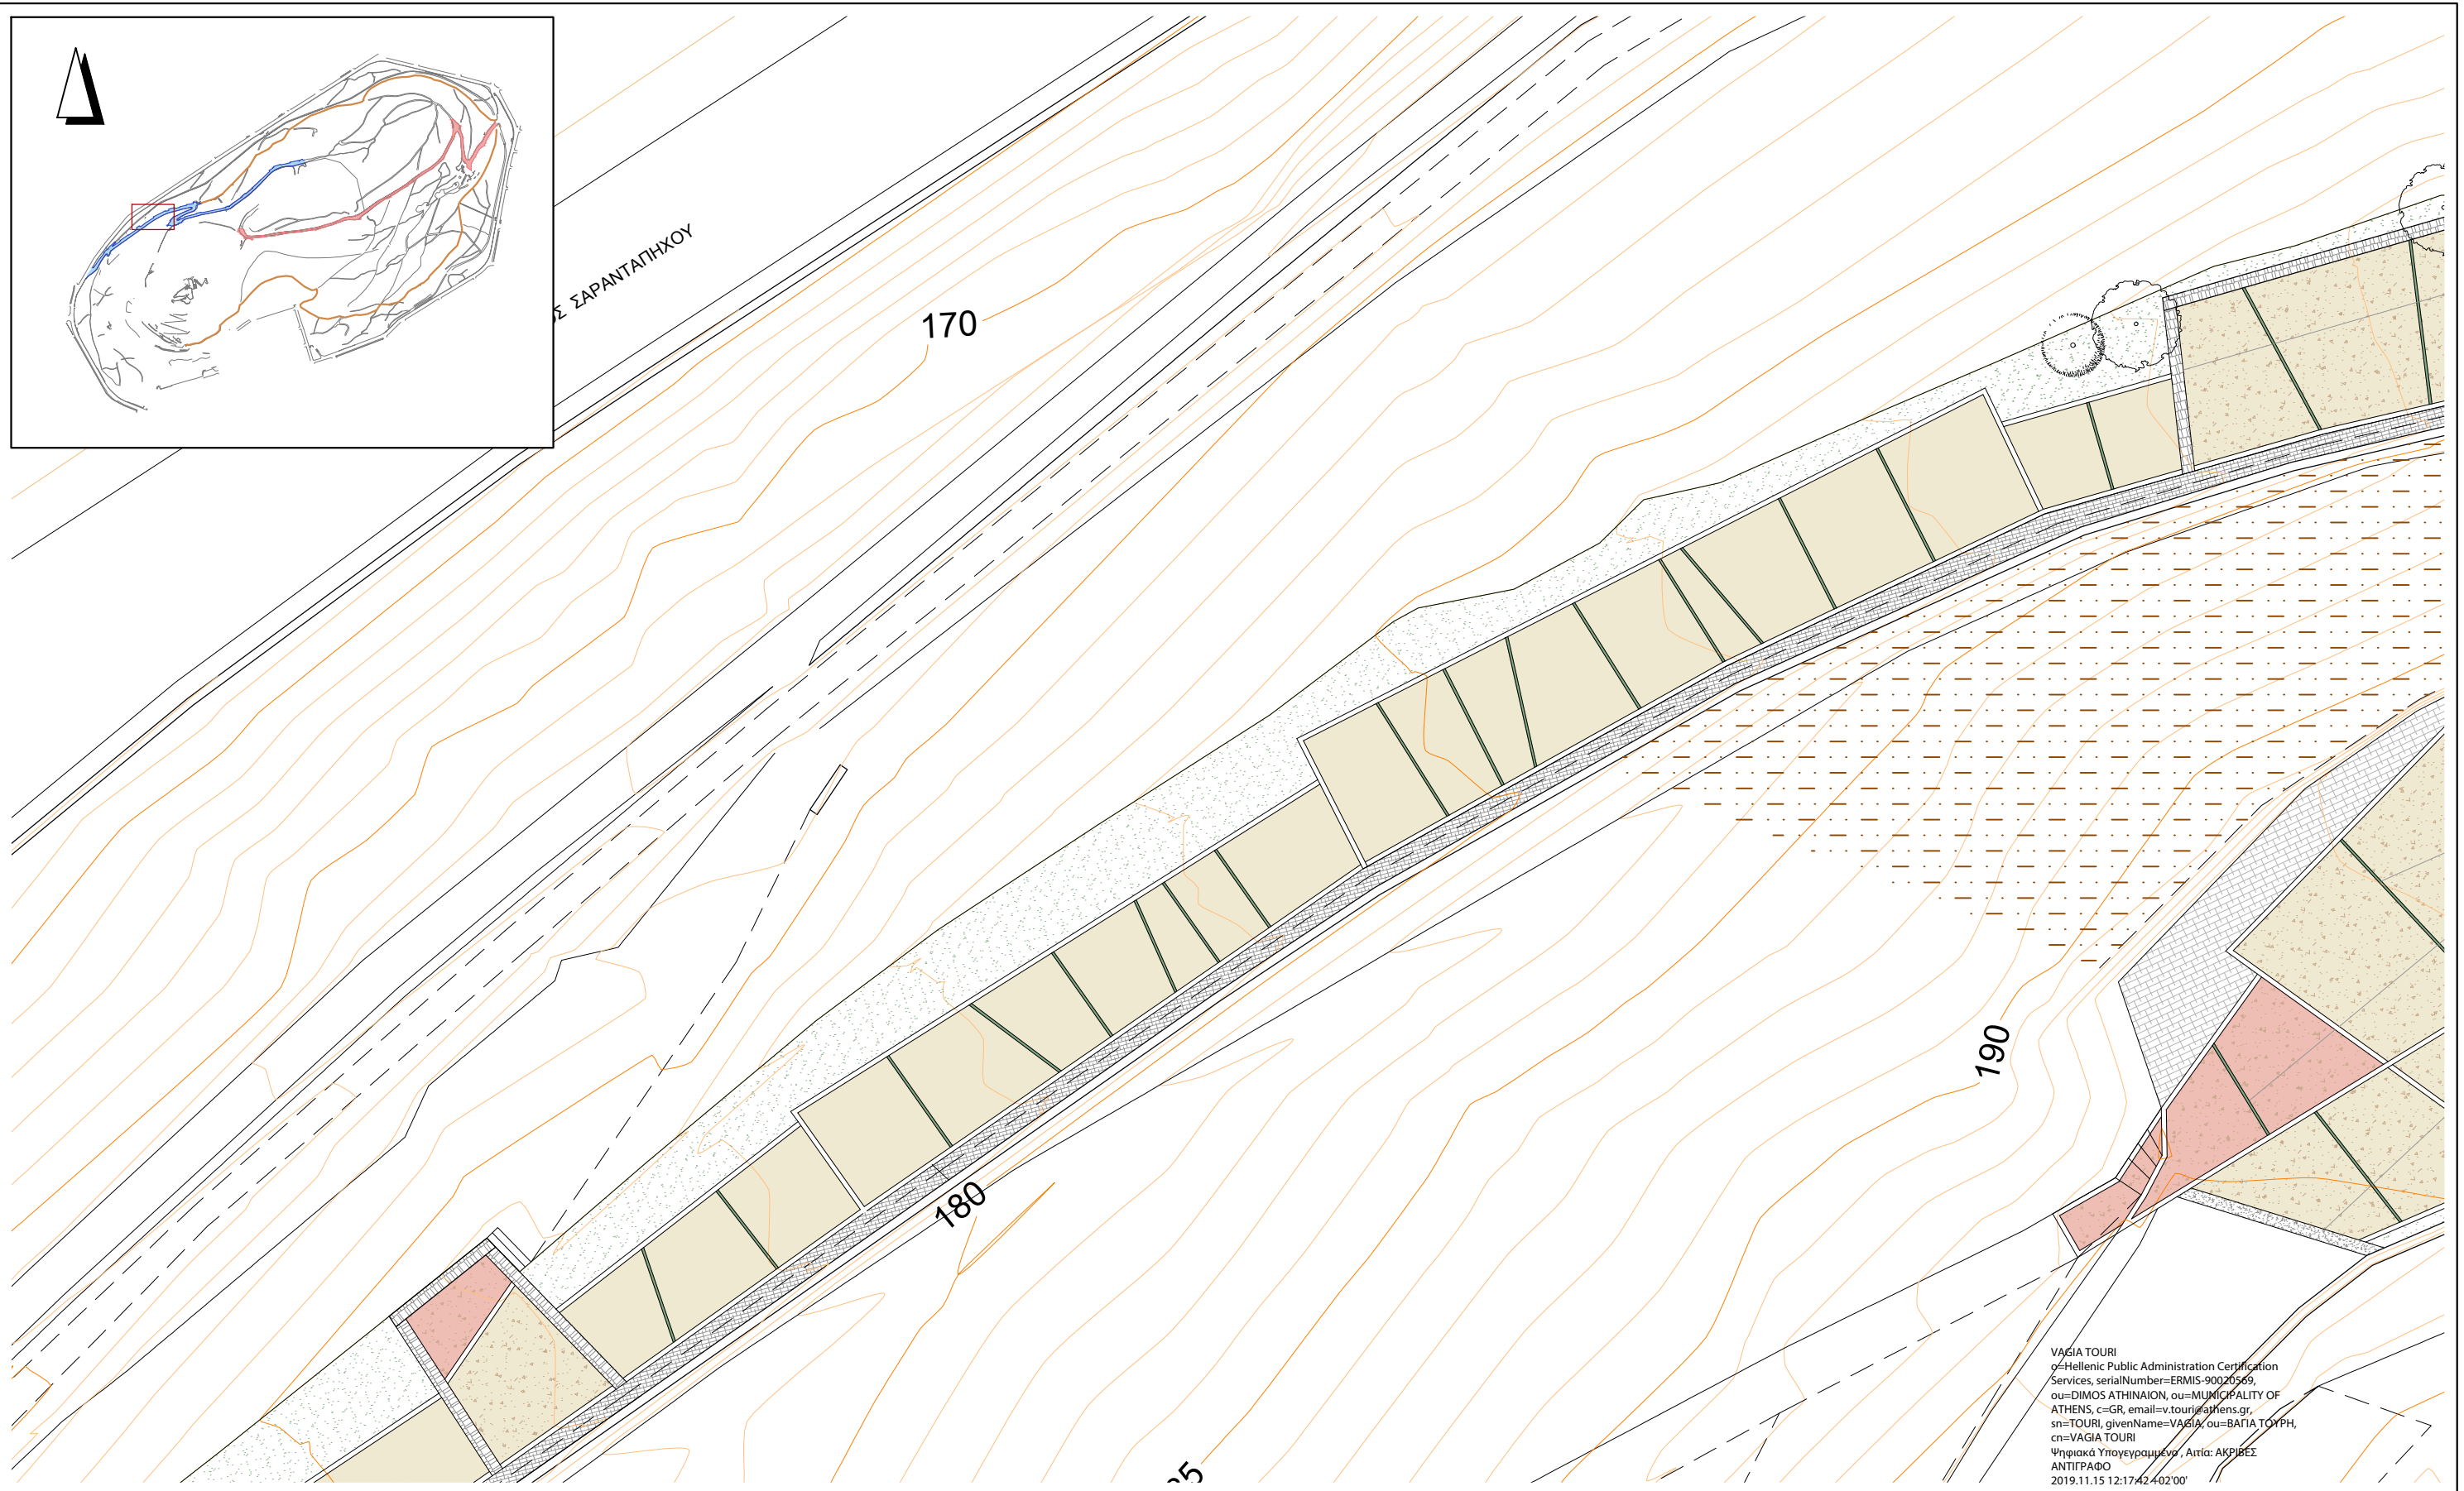 ΣΑΡΑΝΤΑΠΗΧΟΥ
170
190
180
VAGIA TOURI
o=Hellenic Public Administration Certification
Services, serialNumber=ERMIS-90020569,
ou=DIMOS ATHINAION, ou=MUNICIPALITY OF
ATHENS, c=GR, email=v.touri@athens.gr,
sn=TOURI, givenName=VAGIA, ou=ΒΑΓΙΑ ΤΟΥΡΗ,
cn=VAGIA TOURI
Ψηφιακά Υπογεγραμμένο , Αιτία: ΑΚΡΙΒΕΣ
ΑΝΤΙΓΡΑΦΟ
2019.11.15 12:17:42 +02'00'